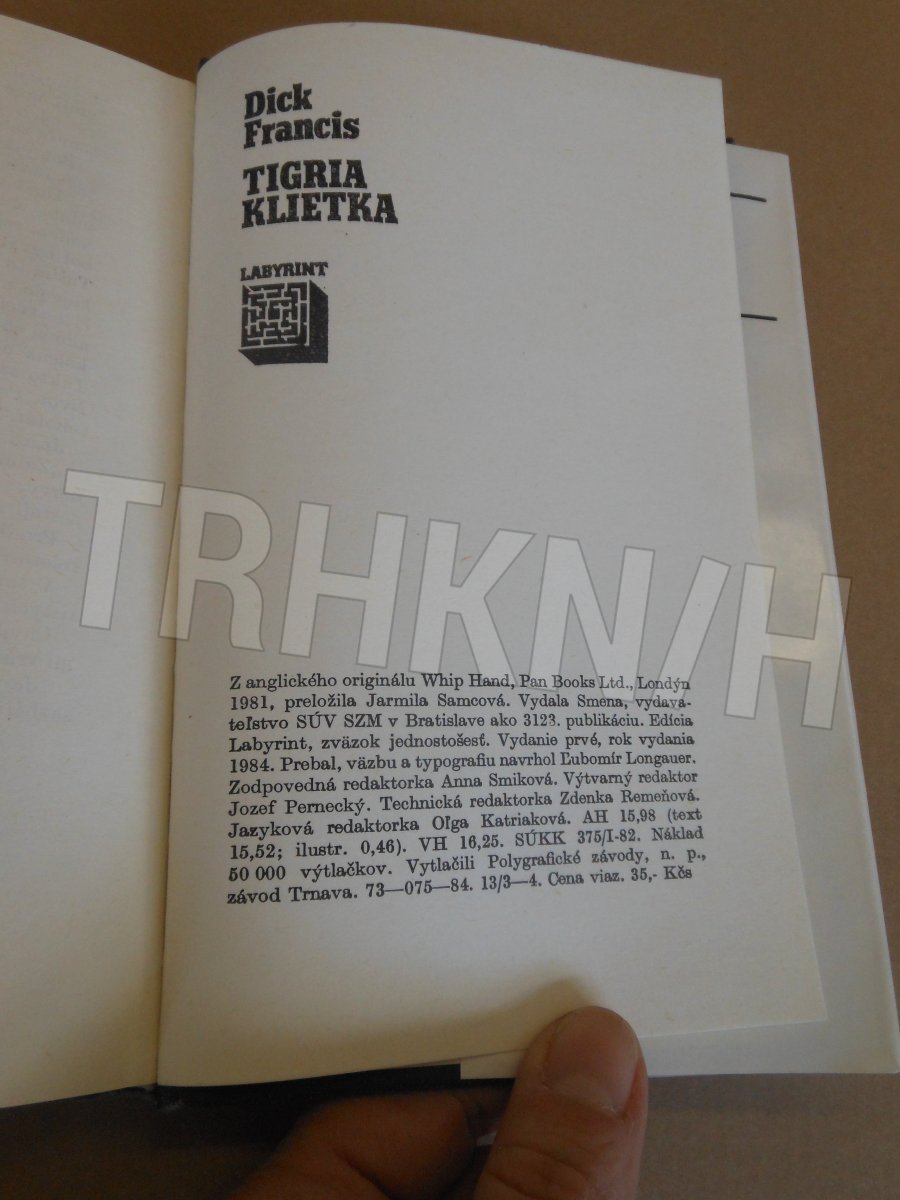 Dick
Francis
TIGRIA
KLIETKA
LABYRINT
TRHKN/H
Z anglického originálu Whip Hand, Pan Books Ltd., Londýn
1981, preložila Jarmila Samcová. Vydala Smena, vydava-
teľstvo SÚV SZM v Bratislave ako 3123. publikáciu. Edícia
Labyrint, zväzok jednostošesť. Vydanie prvé, rok vydania
1984. Prebal, väzbu a typografiu navrhol Ľubomír Longauer.
Zodpovedná redaktorka Anna Smiková. Výtvarný redaktor
Jozef Pernecký. Technická redaktorka Zdenka Remeňová.
Jazyková redaktorka Oľga Katriaková. AH 15,98 (text
15,52; ilustr. 0,46). VH 16,25. SÚKK 375/I-82. Náklad
50 000 výtlačkov. Vytlačili Polygrafické závody, n. p.,
závod Trnava. 73—075—84. 13/3—4. Cena viaz. 35,- Kčs